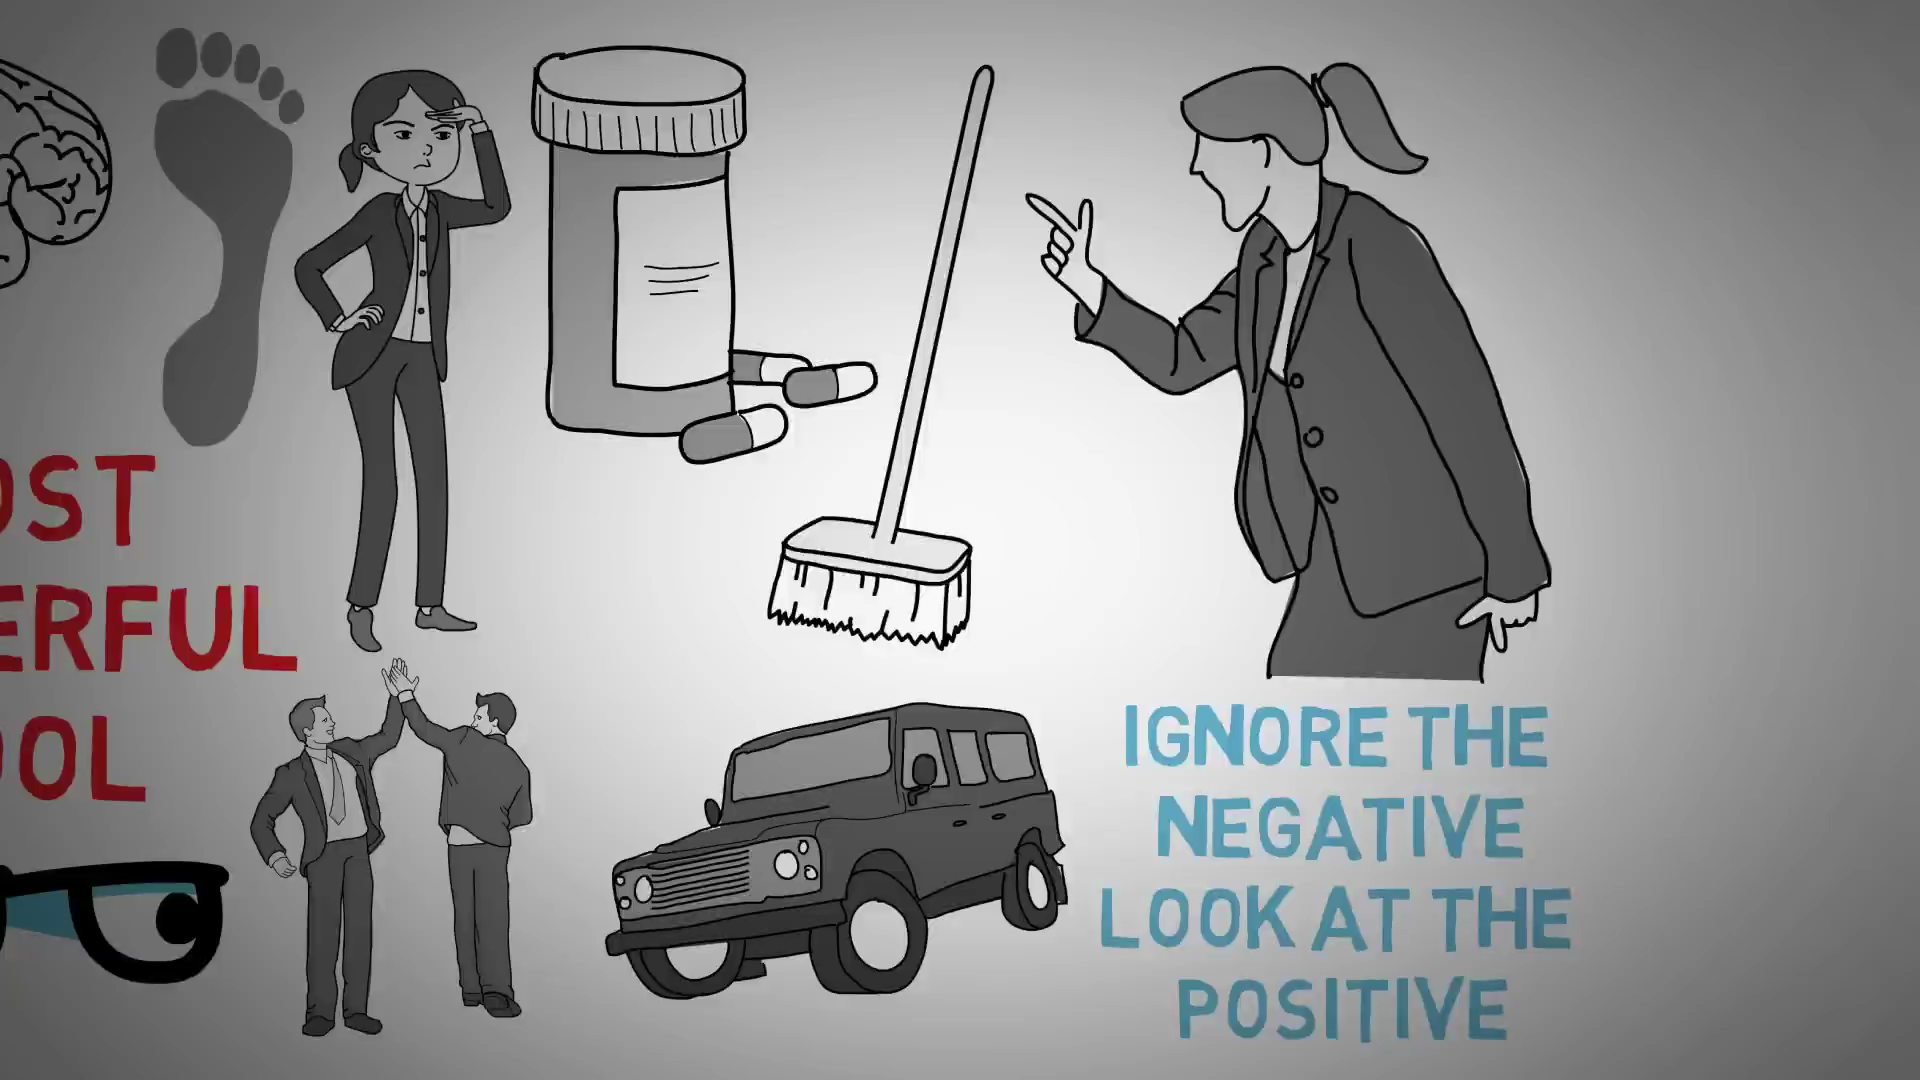 OST
ERFUL
OOL
IGNORE THE
NEGATIVE
LOOK AT THE
POSITIVE